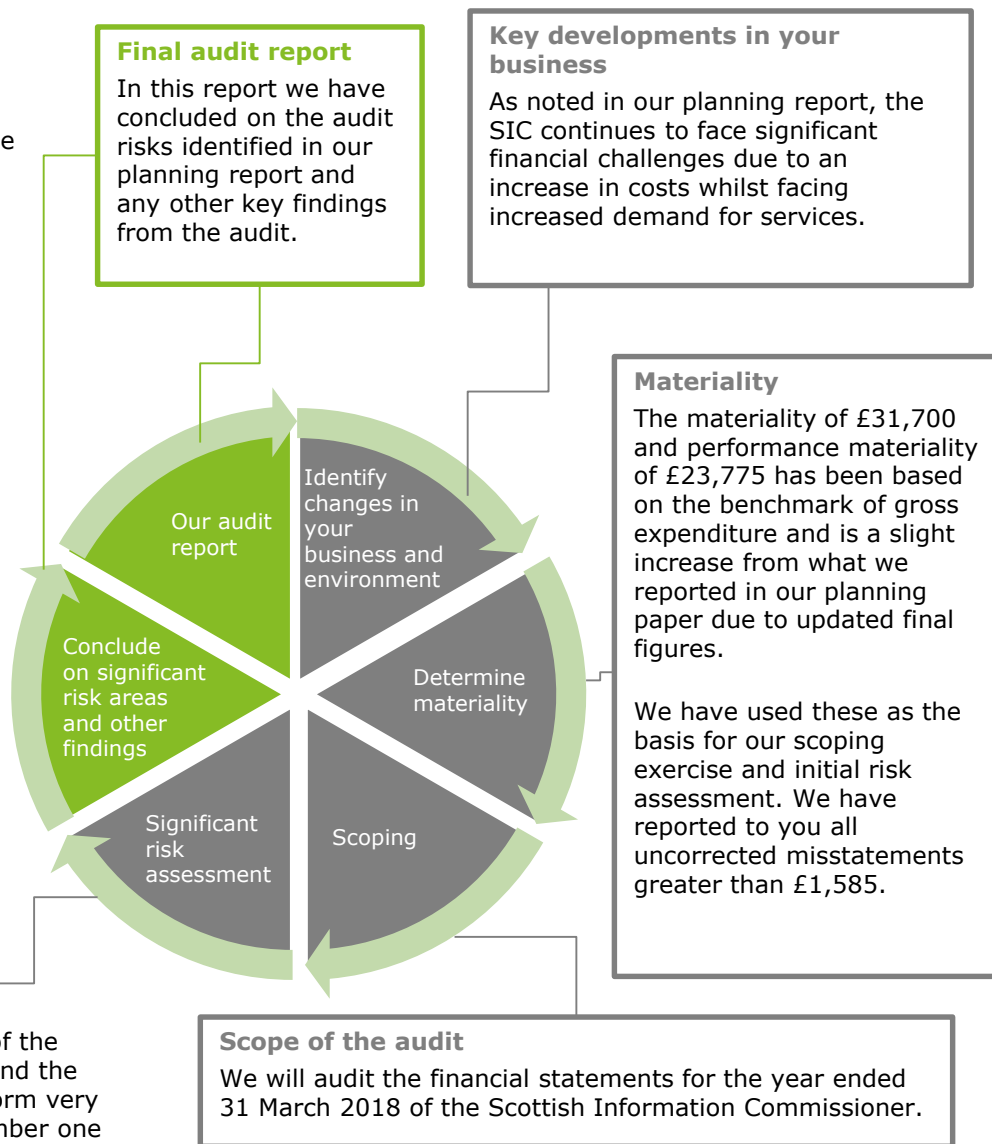 Final audit report
In this report we have
concluded on the audit
risks identified in our
planning report and
any other key findings
from the audit.
Key developments in your
business
As noted in our planning report, the
SIC continues to face significant
financial challenges due to an
increase in costs whilst facing
increased demand for services.
e
Materiality
The materiality of £31,700
and performance materiality
of £23,775 has been based
on the benchmark of gross
expenditure and is a slight
increase from what we
reported in our planning
paper due to updated final
figures.
We have used these as the
basis for our scoping
exercise and initial risk
assessment. We have
reported to you all
uncorrected misstatements
greater than £1,585.
Identify
changes in
your
business and
environment
Our audit
report
Determine
materiality
Conclude
on significant
risk areas
and other
findings
Scoping
Significant
risk
assessment
of the
nd the
orm very
mber one
Scope of the audit
We will audit the financial statements for the year ended
31 March 2018 of the Scottish Information Commissioner.